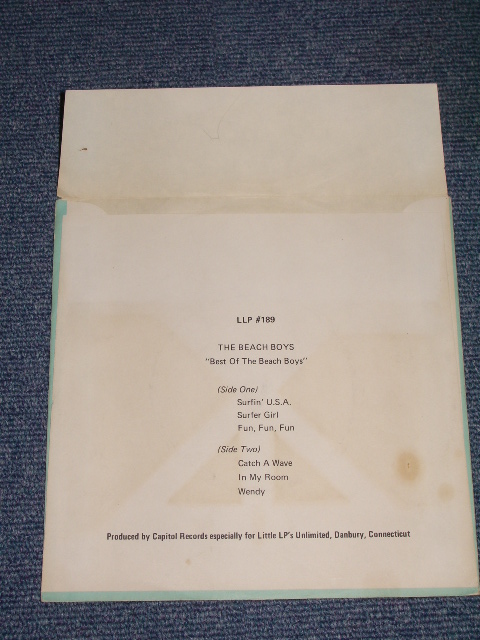 LLP #189
THE BEACH BOYS
"Best Of The Beach Boys"
(Side One)
Surfin' U.S.A.
Surfer Girl
Fun, Fun, Fun
(Side Two)
Catch A Wave
In My Room
Wendy
Produced by Capitol Records especially for Little LP's Unlimited, Danbury, Connecticut